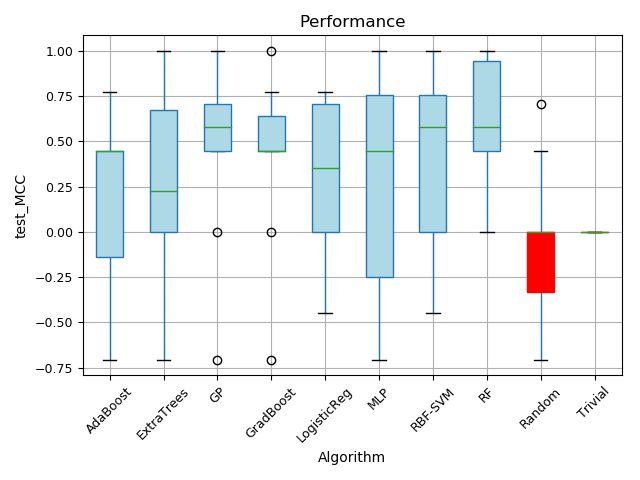 Performance
1.00
0.75
0.50
0.25
0.00
−0.25
−0.50
−0.75
test_MCC
AdaBoost
ExtraTrees
GP
GradBoost
LogisticReg
MLP
RBF-SVM
RF
Random
Trivial
Algorithm